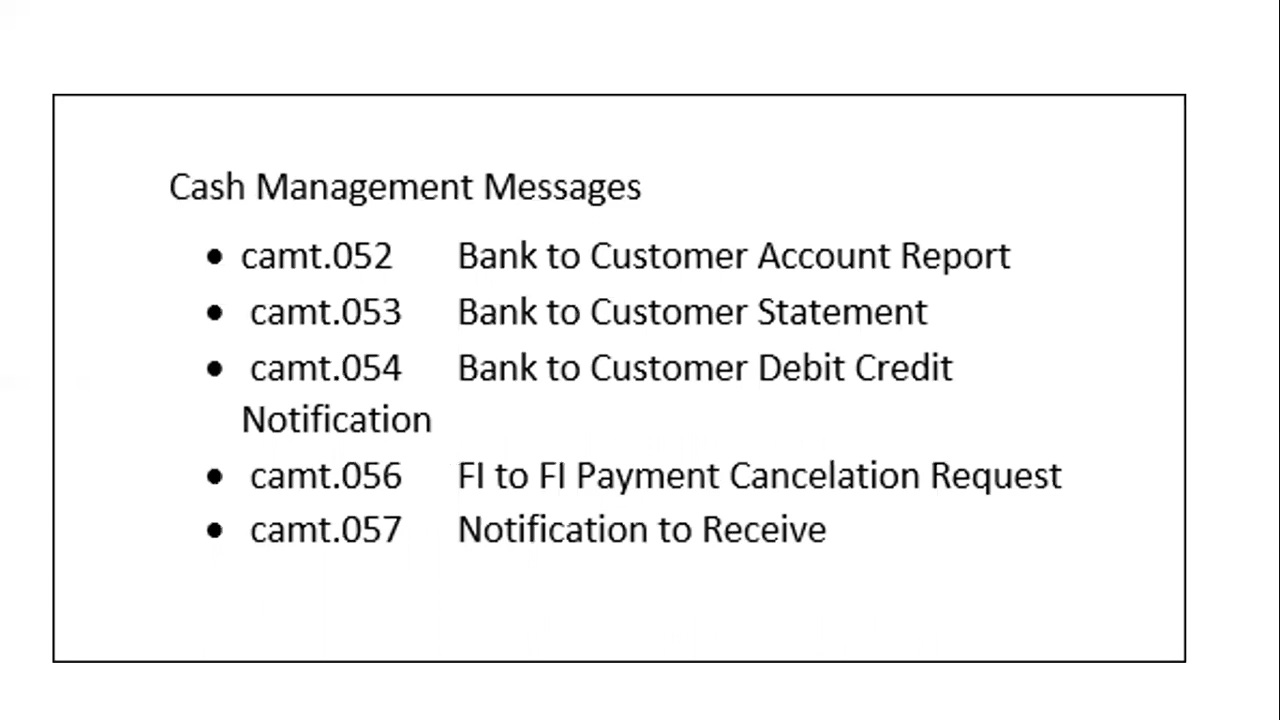 Cash Management Messages
• camt.052 Bank to Customer Account Report
• camt.053 Bank to Customer Statement
• camt.054 Bank to Customer Debit Credit
Notification
• camt.056 FI to FI Payment Cancelation Request
• camt.057 Notification to Receive